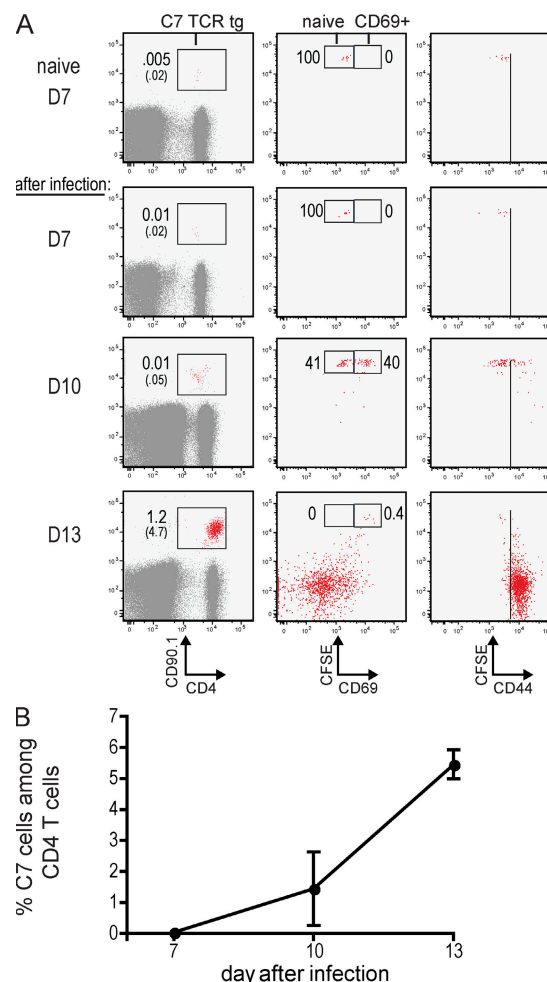 A
C7 TCR tg
naive CD69+
naive
D7
.005
(.02)
100 0
after infection:
D7
0.01
(.02)
100 0
D10
0.01
(.05)
41 40
D13
1.2
(4.7)
0 0.4
CD90.1
CD4
CFSE
CD69
CFSE
CD44
B
% C7 cells among
CD4 T cells
7
6
5
4
3
2
1
0
7 10 13
day after infection